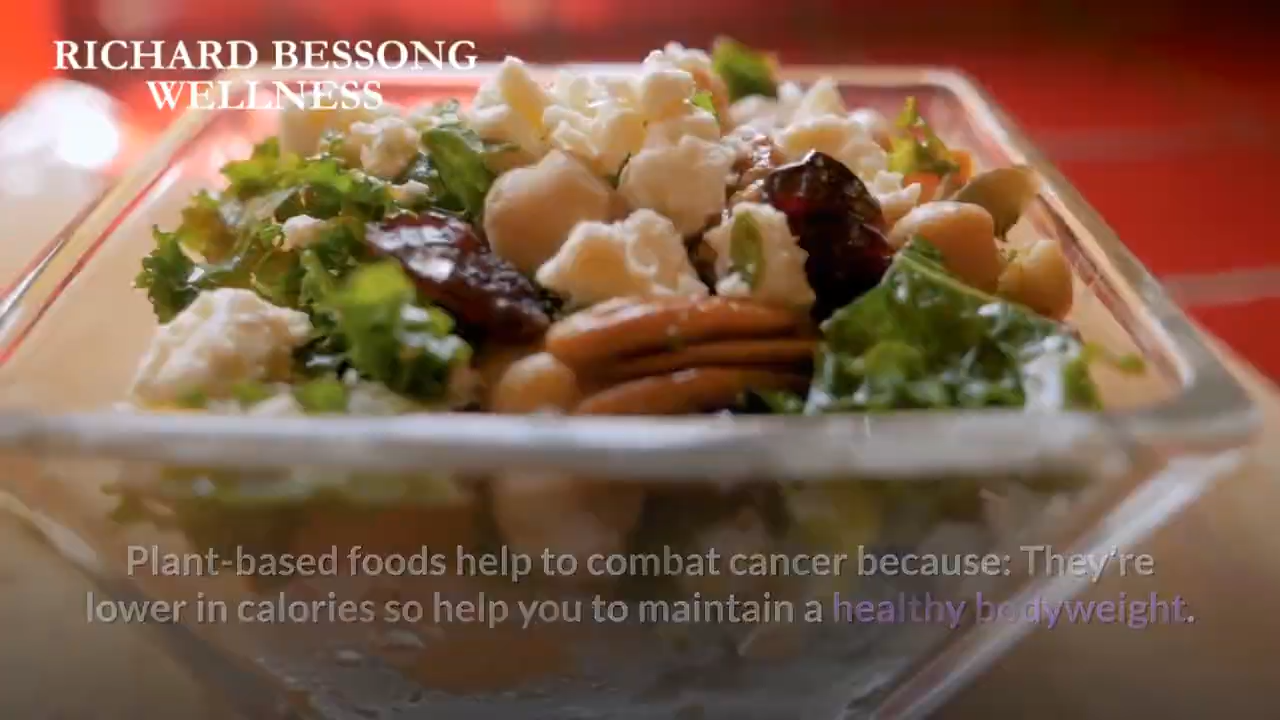 RICHARD BESSONG
WELLNESS
Plant-based foods help to combat cancer because: They're
lower in calories so help you to maintain a healthy bodyweight.